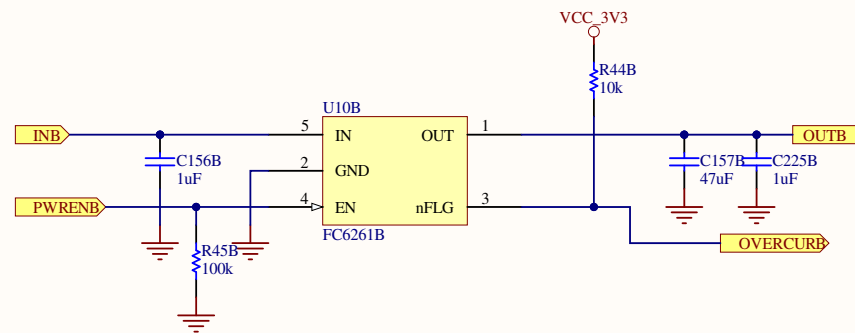 VCC_3V3
R44B
10k
U10B
INB
5
IN
OUT
1
OUTB
C156B
1uF
2
GND
C157B
47uF
C225B
1uF
PWRENB
4
EN
nFLG
3
FC6261B
R45B
100k
OVERCURB